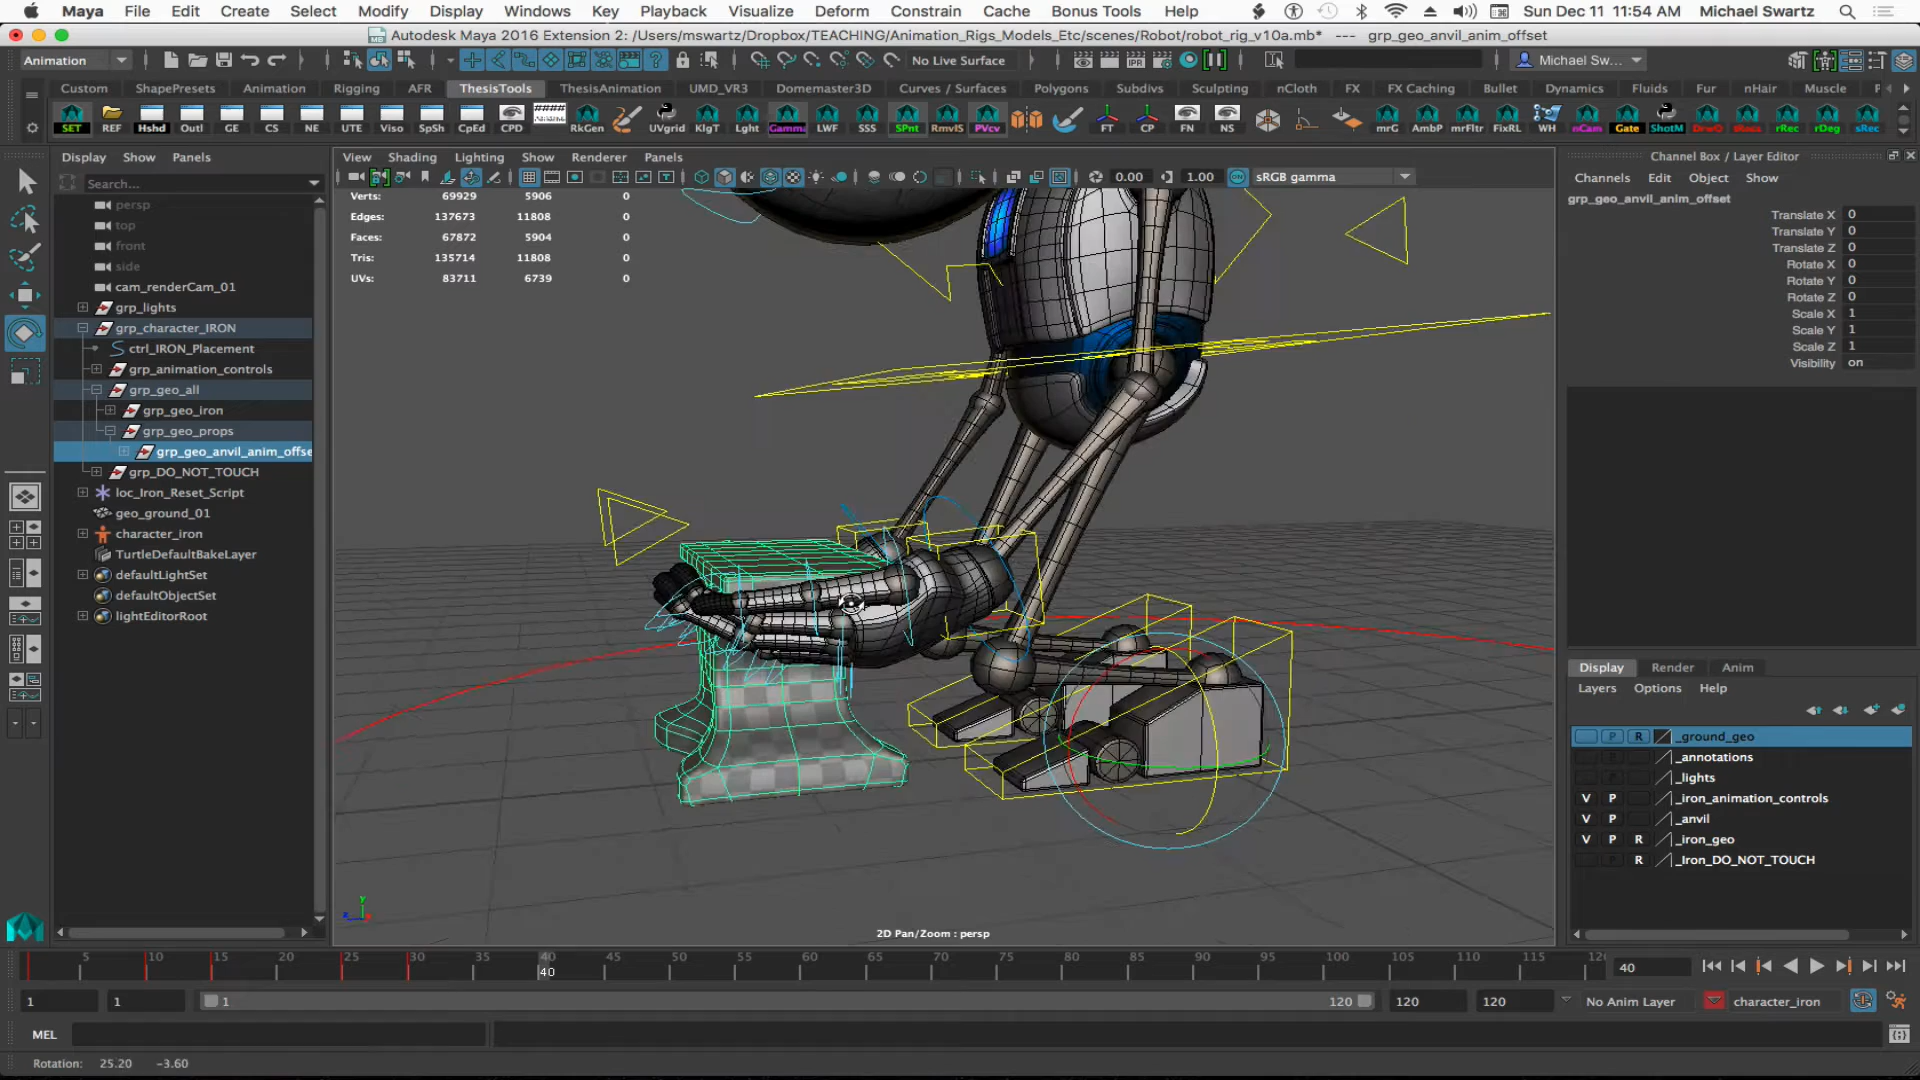 Maya File Edit Create Select Modify Display Windows Key Playback Visualize Deform Constrain Cache Bonus Tools Help Sun Dec 11 11:54 AM Michael Swartz
Autodesk Maya 2016 Extension 2: /Users/mswartz/Dropbox/TEACHING/Animation_Rigs_Models_Etc/scenes/Robot/robot_rig_v10a.mb* --- grp_geo_anvil_anim_offset
Animation No Live Surface Michael Sw...
Custom ShapePresets Animation Rigging AFR ThesisTools ThesisAnimation UMD_VR3 Domemaster3D Curves / Surfaces Polygons Subdivs Sculpting nCloth FX FX Caching Bullet Dynamics Fluids Fur nHair Muscle
SET REF Hshd Outl GE CS NE UTE Viso SpSh CpEd CPD RkGen UVgrid KlgT Lght Gamma LWF SSS SPnt RmvlS PVcv FT CP FN NS mrG AmbP mrFltr FixRL WH nCam Gate ShotM rRec rDeg sRec
Display Show Panels
Search...
persp
top
front
side
cam_renderCam_01
grp_lights
grp_character_IRON
ctrl_IRON_Placement
grp_animation_controls
grp_geo_all
grp_geo_iron
grp_geo_props
grp_geo_anvil_anim_offse
grp_DO_NOT_TOUCH
loc_Iron_Reset_Script
geo_ground_01
character_iron
TurtleDefaultBakeLayer
defaultLightSet
defaultObjectSet
lightEditorRoot
View Shading Lighting Show Renderer Panels
0.00 1.00 sRGB gamma
Verts: 69929 5906 0
Edges: 137673 11808 0
Faces: 67872 5904 0
Tris: 135714 11808 0
UVs: 83711 6739 0
2D Pan/Zoom : persp
Channel Box / Layer Editor
Channels Edit Object Show
grp_geo_anvil_anim_offset
Translate X 0
Translate Y 0
Translate Z 0
Rotate X 0
Rotate Y 0
Rotate Z 0
Scale X 1
Scale Y 1
Scale Z 1
Visibility on
Display Render Anim
Layers Options Help
P R _ground_geo
_annotations
_lights
V P _iron_animation_controls
V P _anvil
V P R _iron_geo
P R _Iron_DO_NOT_TOUCH
5 10 15 20 25 30 35 40 45 50 55 60 65 70 75 80 85 90 95 100 105 110 115 12
40
40
1 1 1 120 120 120 No Anim Layer character_iron
MEL
Rotation: 25.20 -3.60